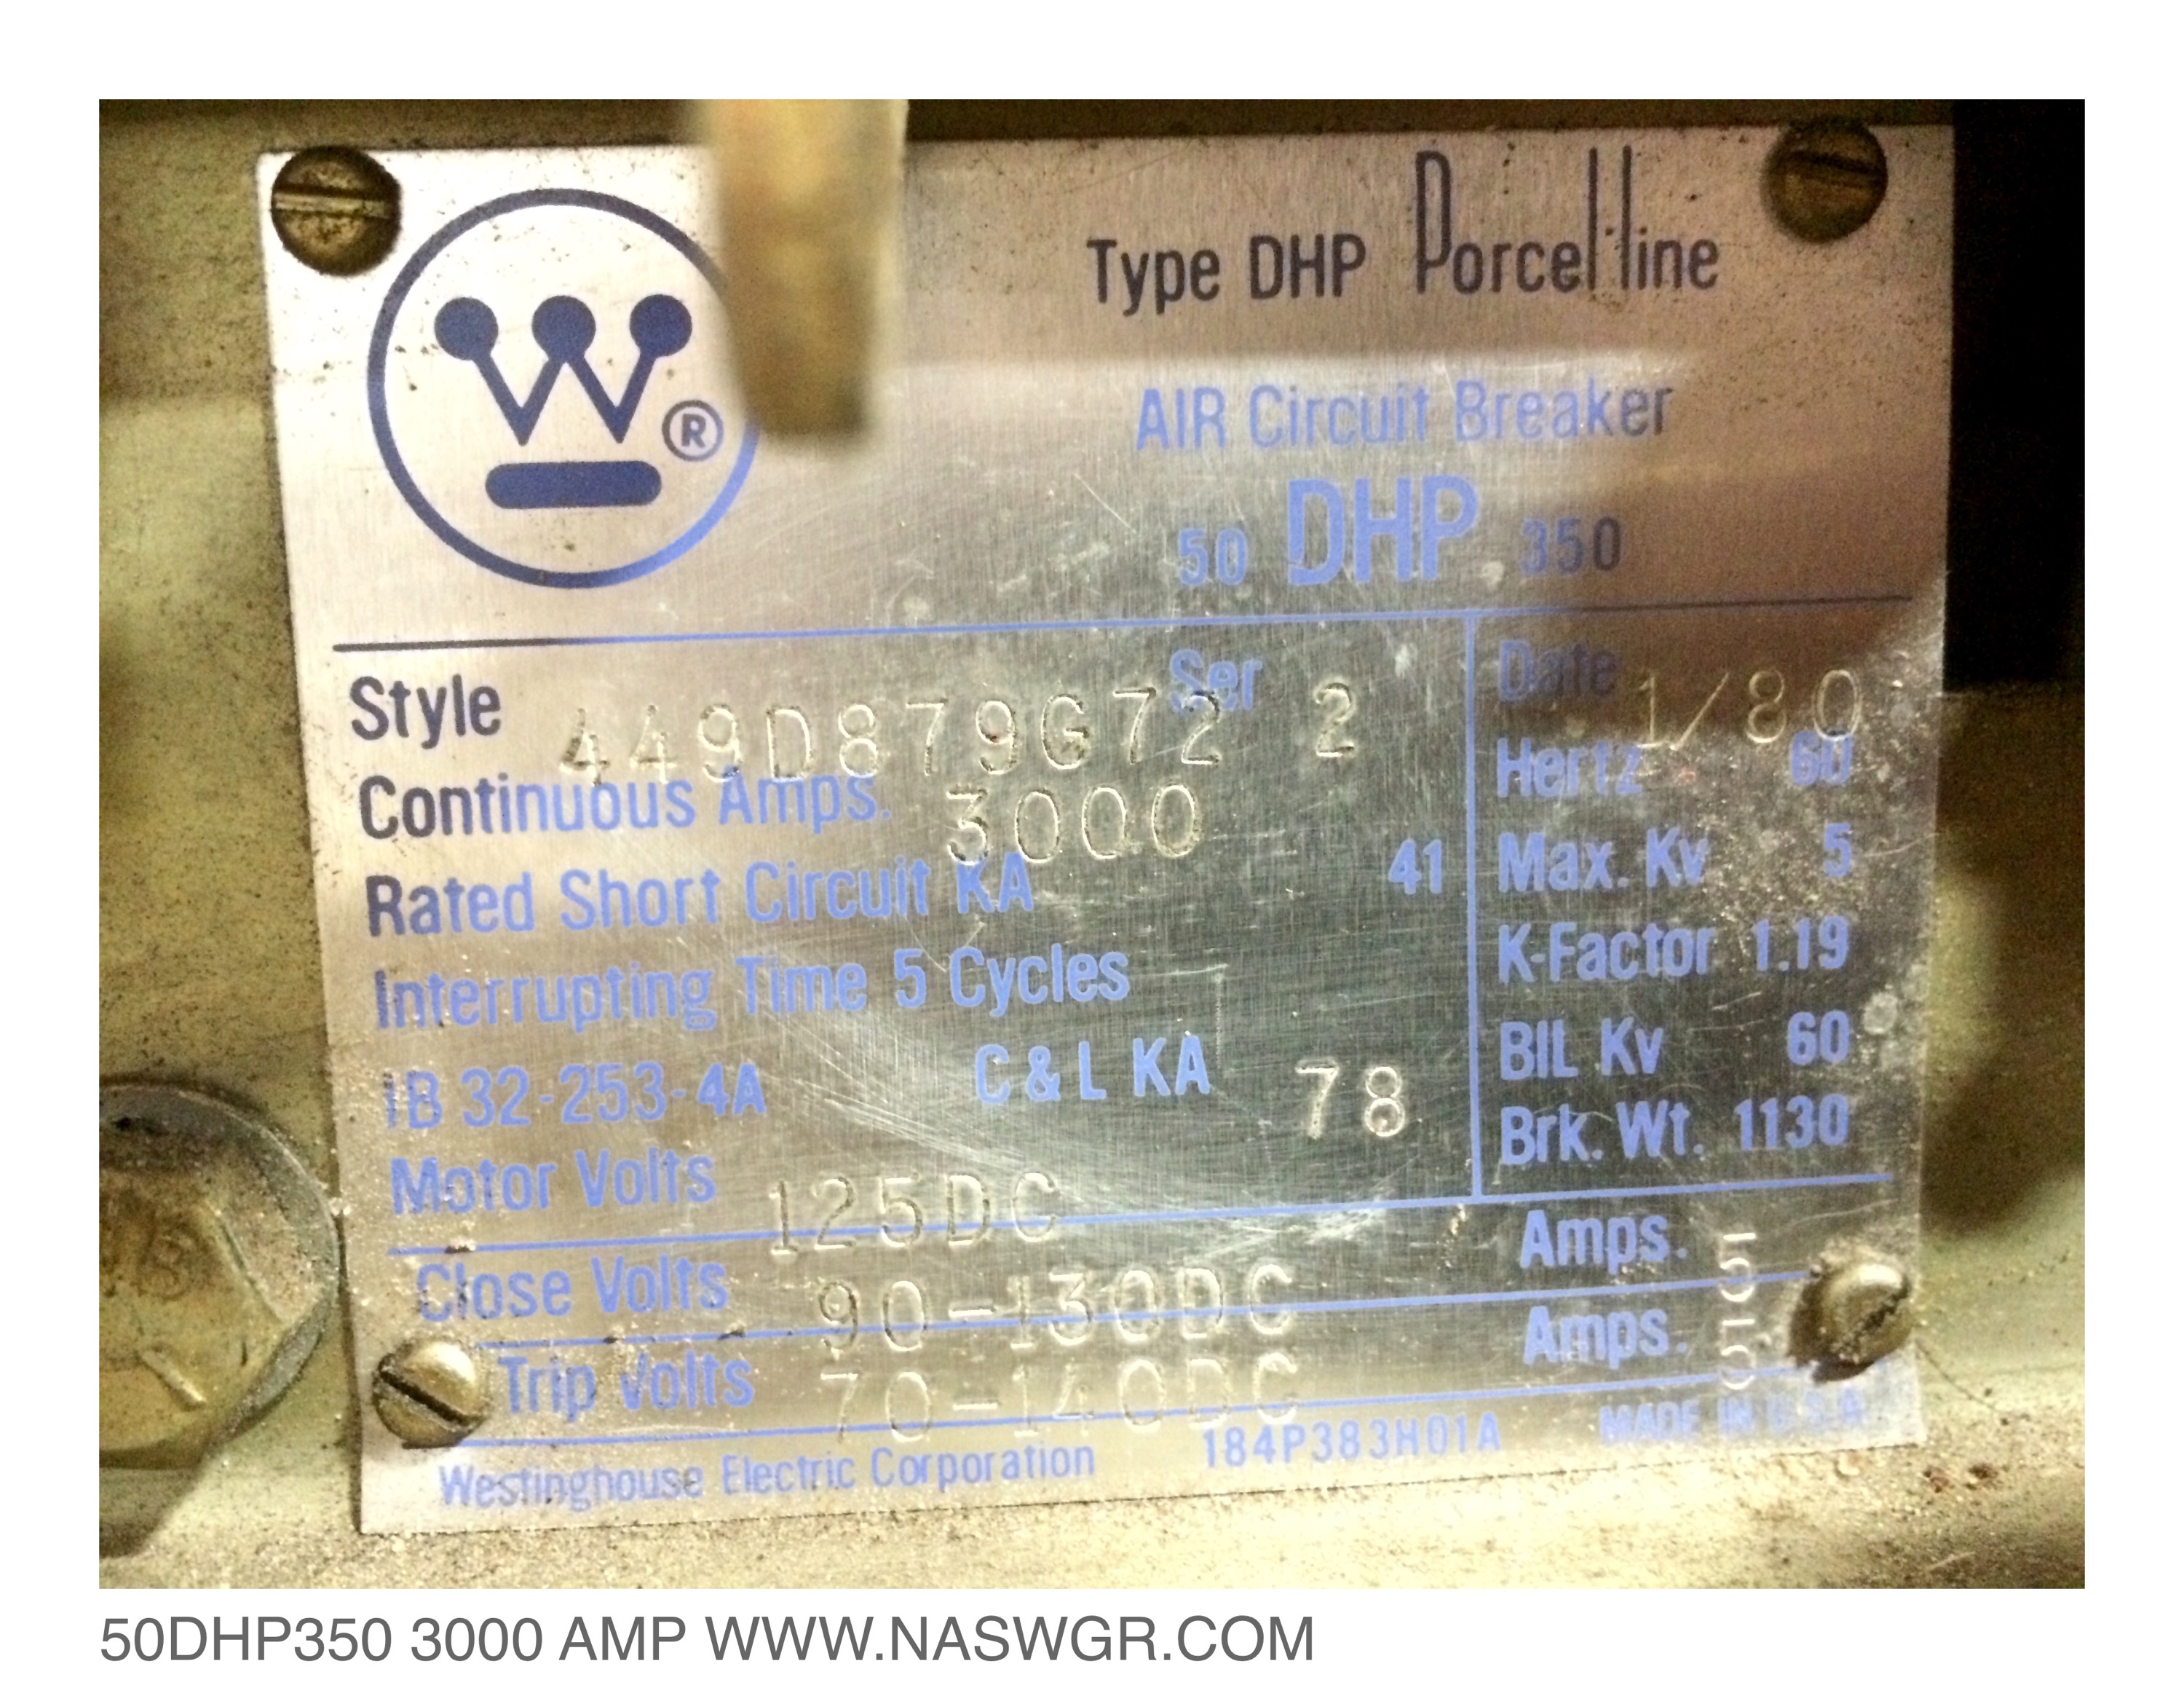 Type DHP Porcel-line
W ®
AIR Circuit Breaker
50 DHP 350
Style 449D879G72 Ser 2
Date 1/80
Continuous Amps. 3000
Hertz 60
Rated Short Circuit KA 41
Max. Kv 5
Interrupting Time 5 Cycles
K-Factor 1.19
IB 32-253-4A C & L KA 78
BIL Kv 60
Brk. Wt. 1130
Motor Volts 125DC
Close Volts 90-130DC Amps. 5
Trip Volts 70-140DC Amps. 5
Westinghouse Electric Corporation 184P383H01A MADE IN U.S.A.
50DHP350 3000 AMP WWW.NASWGR.COM